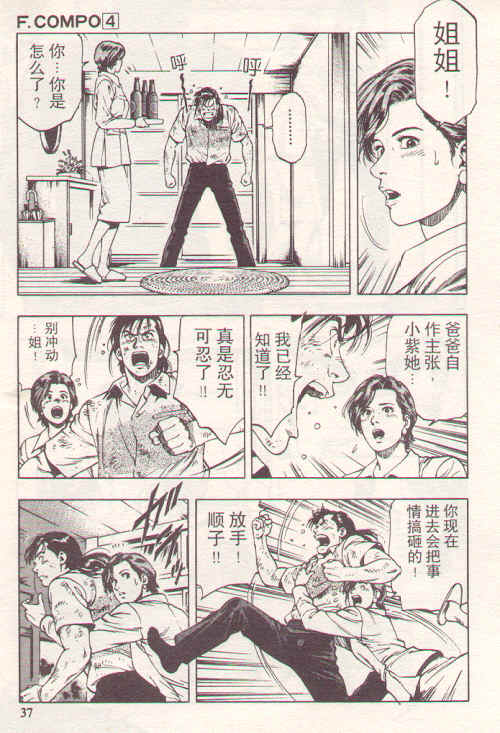 F. COMPO 4
姐
姐
！
你…你是
怎么了？
呼
呼
………
爸爸自
作主张，
小紫她…
我已经
知道了!!
真是忍无
可忍了!!
别冲动
…姐！
你现在
进去会把事
情搞砸的！
放手！
顺子!!
37